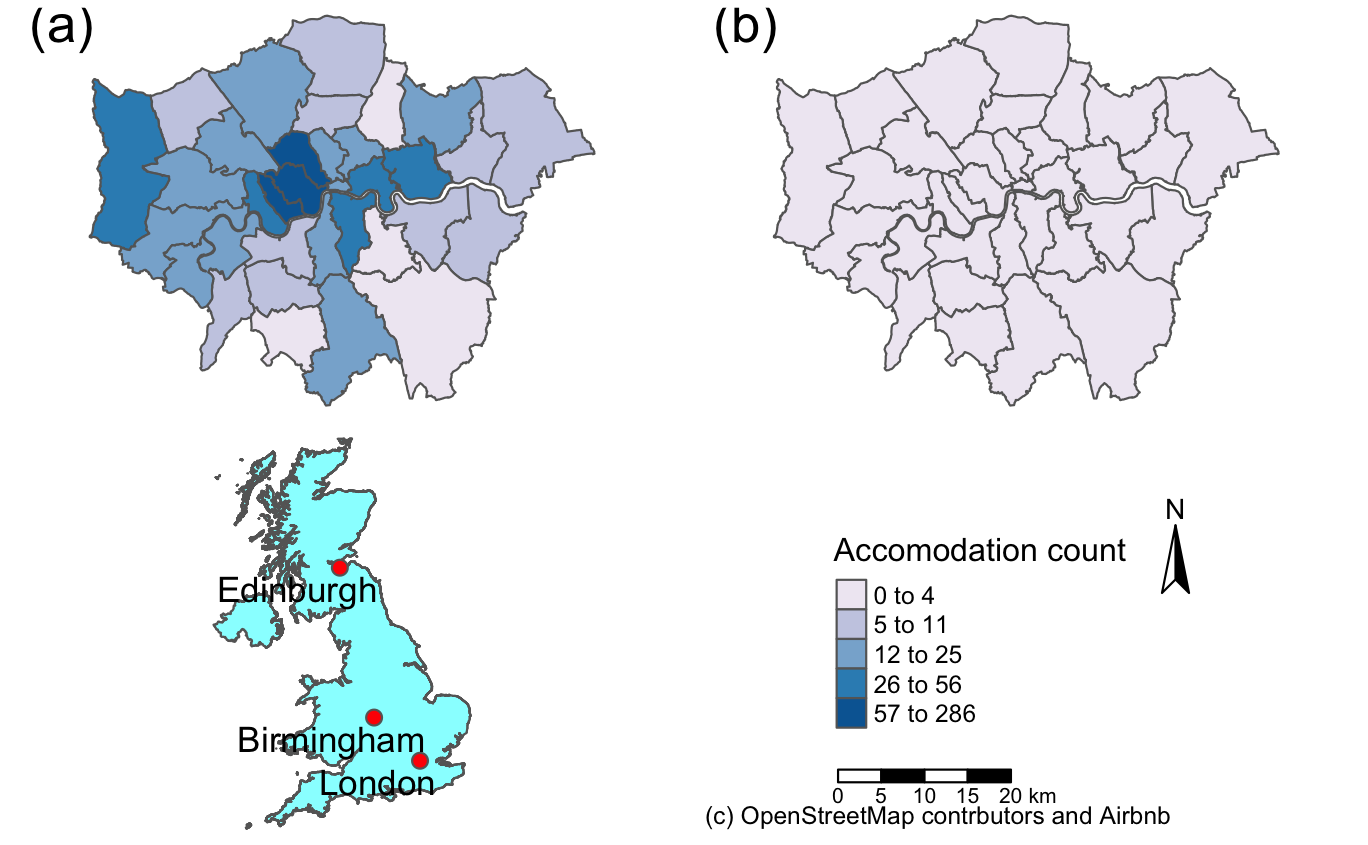 (a)
(b)
Edinburgh
Birmingham
London
N
Accomodation count
0 to 4
5 to 11
12 to 25
26 to 56
57 to 286
0 5 10 15 20 km
(c) OpenStreetMap contrbutors and Airbnb